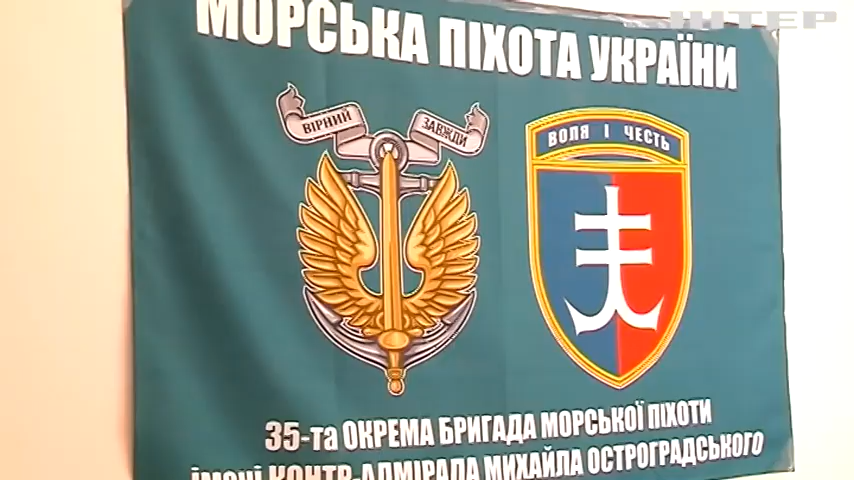 ІНТЕР
МОРСЬКА ПІХОТА УКРАЇНИ
ВІРНИЙ ЗАВЖДИ
ВОЛЯ І ЧЕСТЬ
35-та ОКРЕМА БРИГАДА МОРСЬКОЇ ПІХОТИ
імені КОНТР-АДМІРАЛА МИХАЙЛА ОСТРОГРАДСЬКОГО